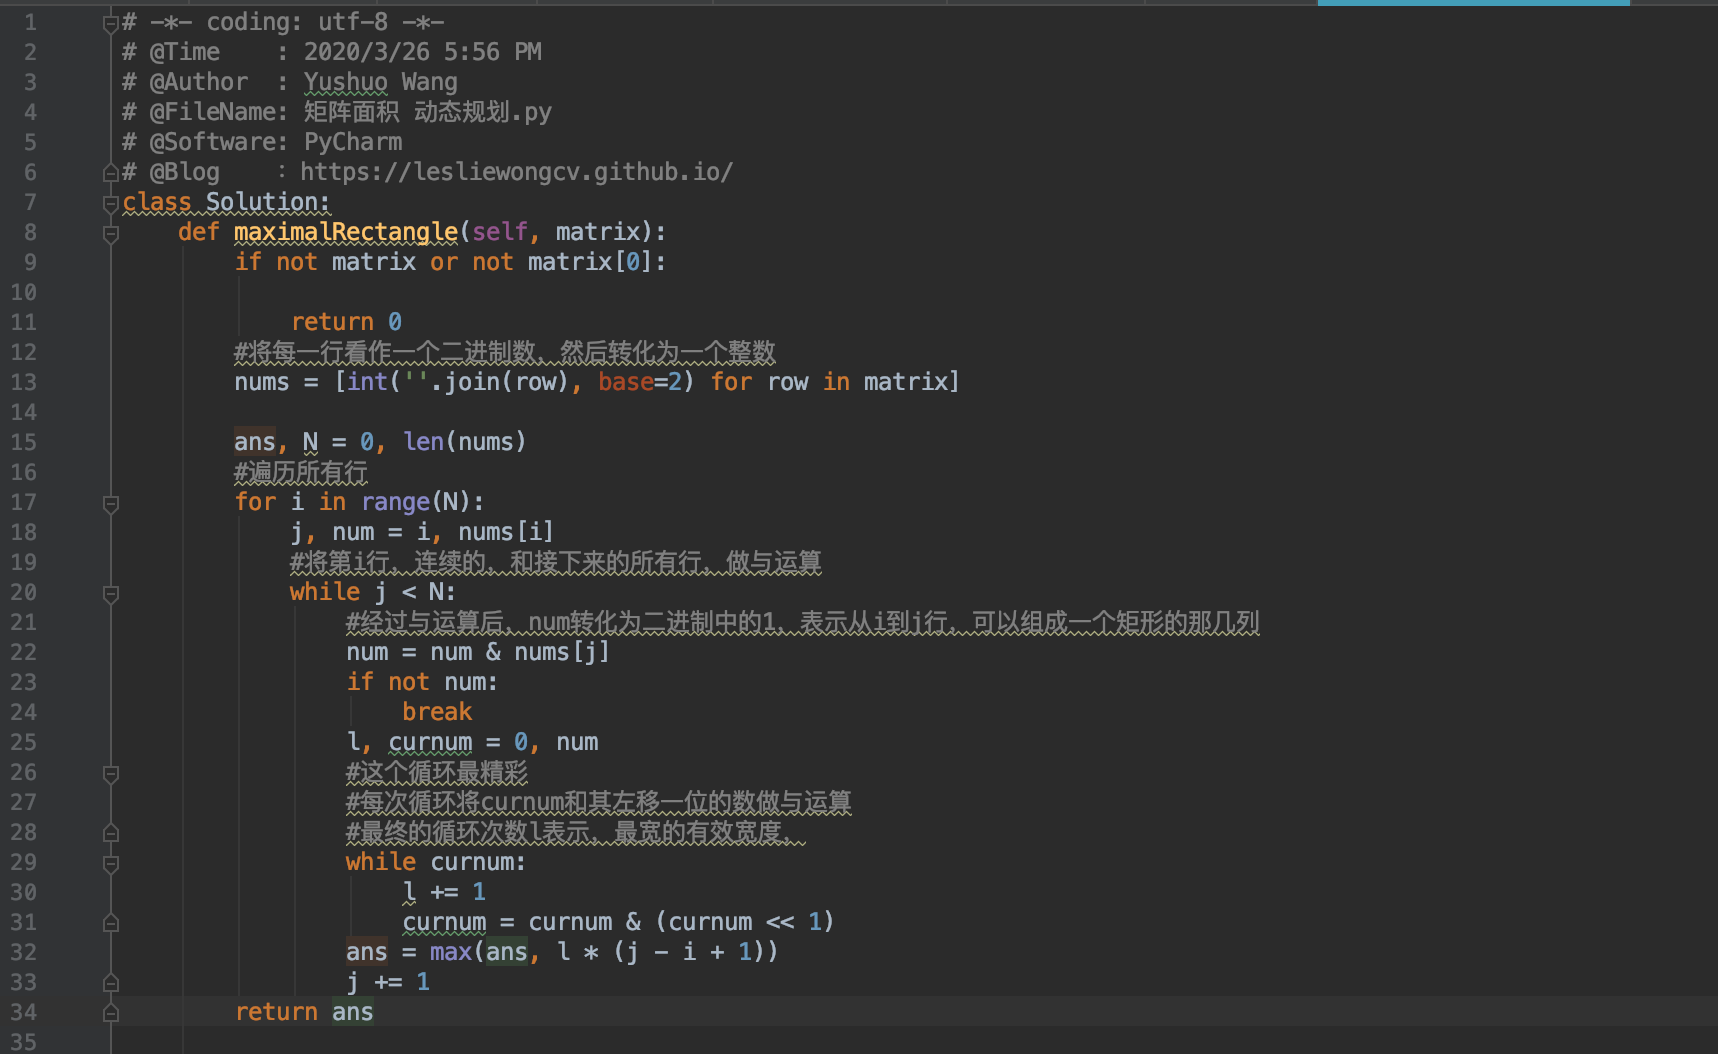 1 # -*- coding: utf-8 -*-
2 # @Time    : 2020/3/26 5:56 PM
3 # @Author  : Yushuo Wang
4 # @FileName: 矩阵面积 动态规划.py
5 # @Software: PyCharm
6 # @Blog    ：https://lesliewongcv.github.io/
7 class Solution:
8     def maximalRectangle(self, matrix):
9         if not matrix or not matrix[0]:
10
11             return 0
12         #将每一行看作一个二进制数，然后转化为一个整数
13         nums = [int(''.join(row), base=2) for row in matrix]
14
15         ans, N = 0, len(nums)
16         #遍历所有行
17         for i in range(N):
18             j, num = i, nums[i]
19             #将第i行，连续的，和接下来的所有行，做与运算
20             while j < N:
21                 #经过与运算后，num转化为二进制中的1，表示从i到j行，可以组成一个矩形的那几列
22                 num = num & nums[j]
23                 if not num:
24                     break
25                 l, curnum = 0, num
26                 #这个循环最精彩
27                 #每次循环将curnum和其左移一位的数做与运算
28                 #最终的循环次数l表示，最宽的有效宽度，
29                 while curnum:
30                     l += 1
31                     curnum = curnum & (curnum << 1)
32                 ans = max(ans, l * (j - i + 1))
33                 j += 1
34         return ans
35